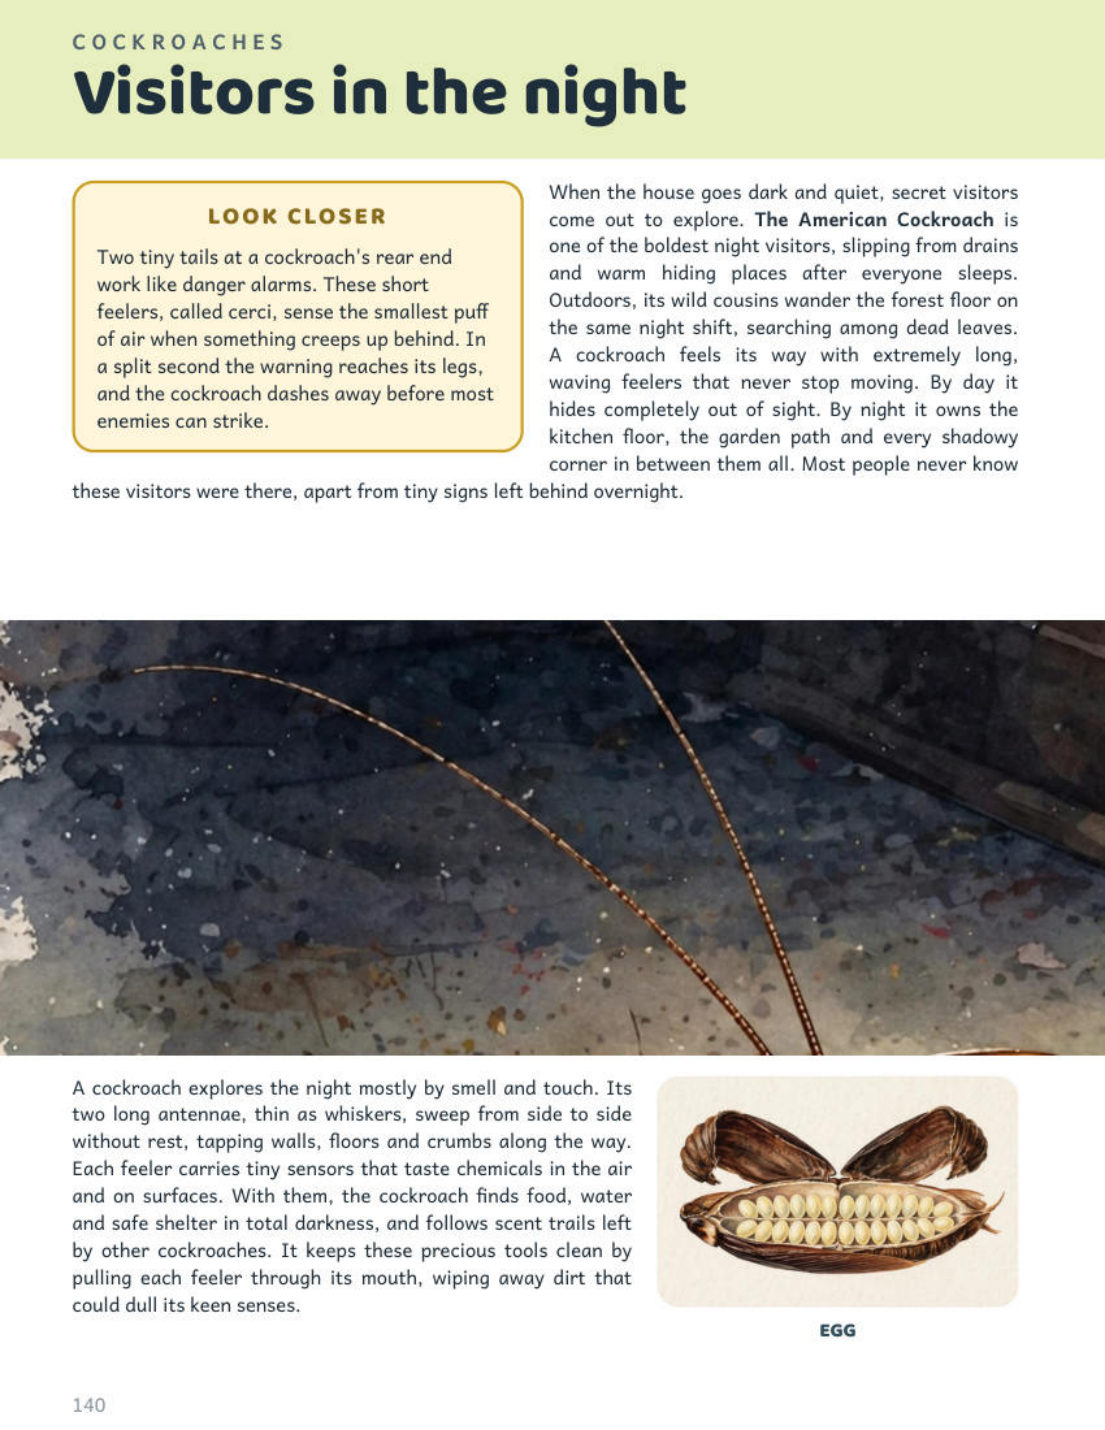 COCKROACHES
Visitors in the night
LOOK CLOSER
Two tiny tails at a cockroach's rear end
work like danger alarms. These short
feelers, called cerci, sense the smallest puff
of air when something creeps up behind. In
a split second the warning reaches its legs,
and the cockroach dashes away before most
enemies can strike.
When the house goes dark and quiet, secret visitors
come out to explore. The American Cockroach is
one of the boldest night visitors, slipping from drains
and warm hiding places after everyone sleeps.
Outdoors, its wild cousins wander the forest floor on
the same night shift, searching among dead leaves.
A cockroach feels its way with extremely long,
waving feelers that never stop moving. By day it
hides completely out of sight. By night it owns the
kitchen floor, the garden path and every shadowy
corner in between them all. Most people never know
these visitors were there, apart from tiny signs left behind overnight.
A cockroach explores the night mostly by smell and touch. Its
two long antennae, thin as whiskers, sweep from side to side
without rest, tapping walls, floors and crumbs along the way.
Each feeler carries tiny sensors that taste chemicals in the air
and on surfaces. With them, the cockroach finds food, water
and safe shelter in total darkness, and follows scent trails left
by other cockroaches. It keeps these precious tools clean by
pulling each feeler through its mouth, wiping away dirt that
could dull its keen senses.
EGG
140